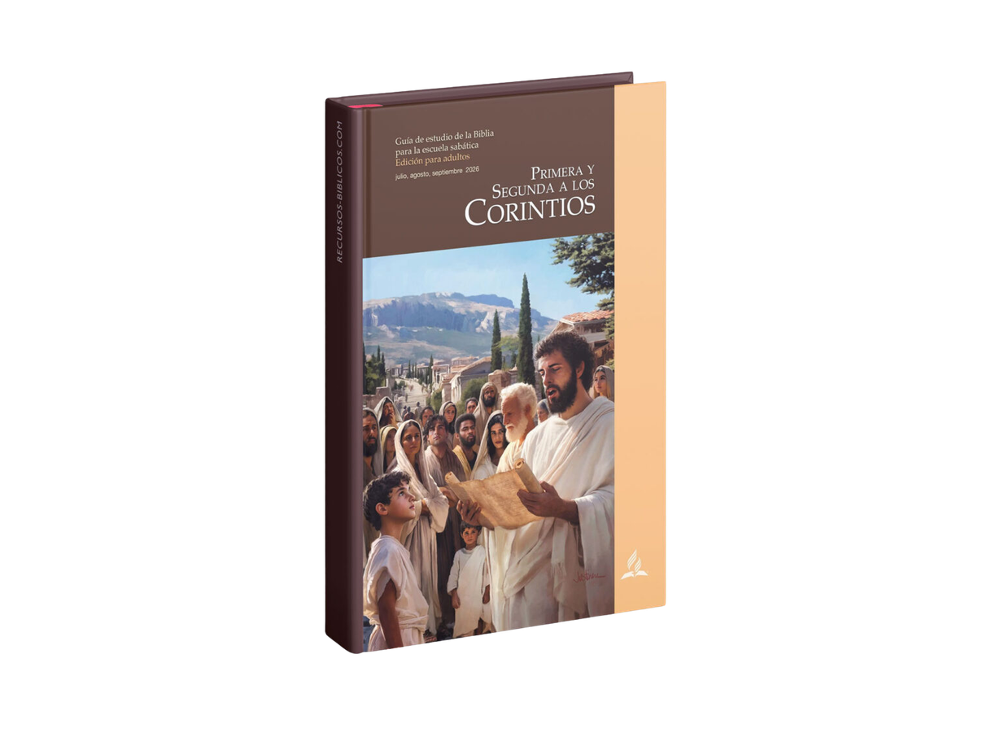 RECURSOS-BIBLICOS.COM
Guía de estudio de la Biblia
para la escuela sabática
Edición para adultos
julio, agosto, septiembre 2026
PRIMERA Y
SEGUNDA A LOS
CORINTIOS